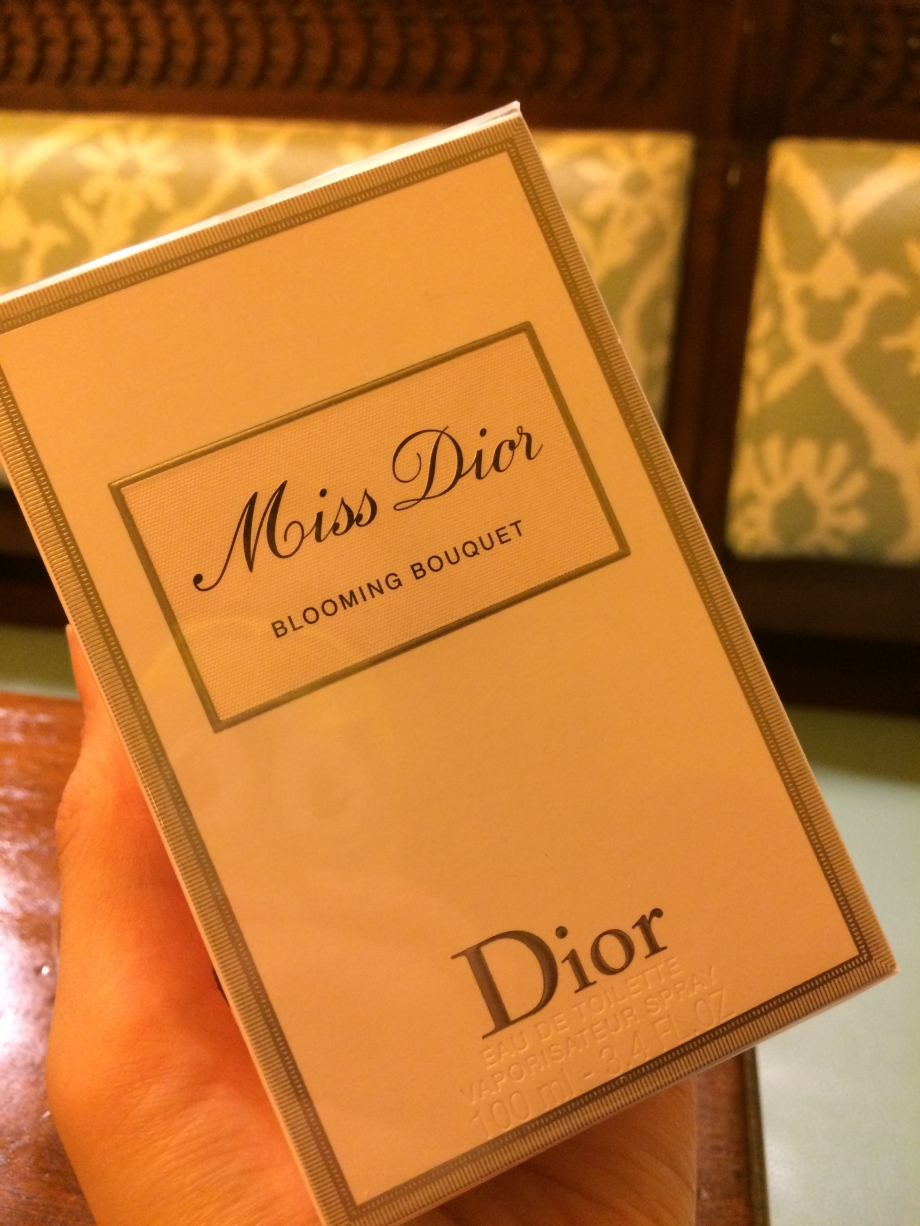 Miss Dior
BLOOMING BOUQUET
Dior
EAU DE TOILETTE
VAPORISATEUR SPRAY
100 ml - 3.4 FL.OZ